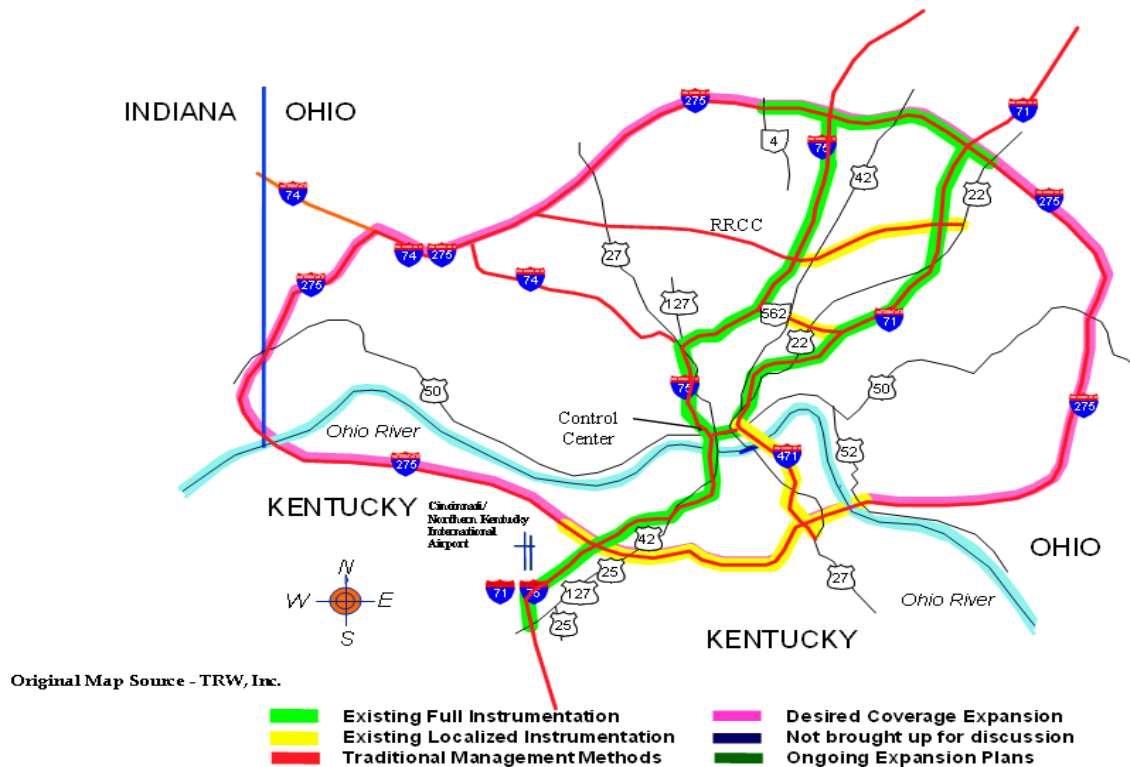 INDIANA
OHIO
275
71
4
75
42
22
74
275
RRCC
27
74
275
74
275
127
562
71
22
75
50
50
Control
Center
275
Ohio River
471
52
275
KENTUCKY
Cincinnati/
Northern Kentucky
International
Airport
42
OHIO
25
27
71
75
127
Ohio River
25
N
W
E
S
KENTUCKY
Original Map Source - TRW, Inc.
Existing Full Instrumentation
Existing Localized Instrumentation
Traditional Management Methods
Desired Coverage Expansion
Not brought up for discussion
Ongoing Expansion Plans